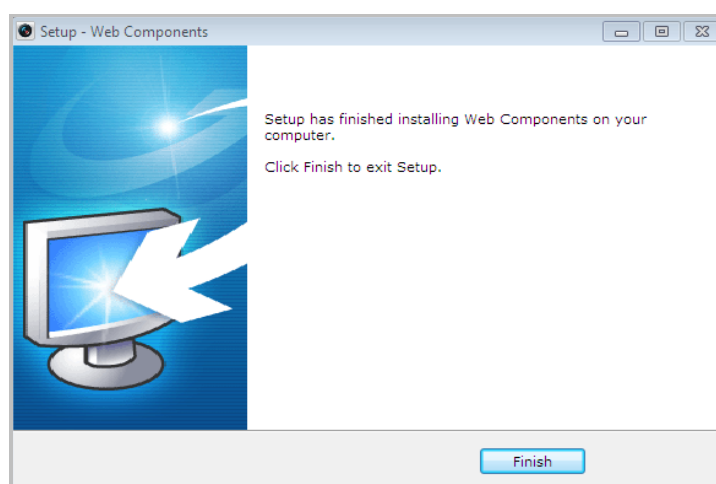 Setup - Web Components
Setup has finished installing Web Components on your
computer.
Click Finish to exit Setup.
Finish